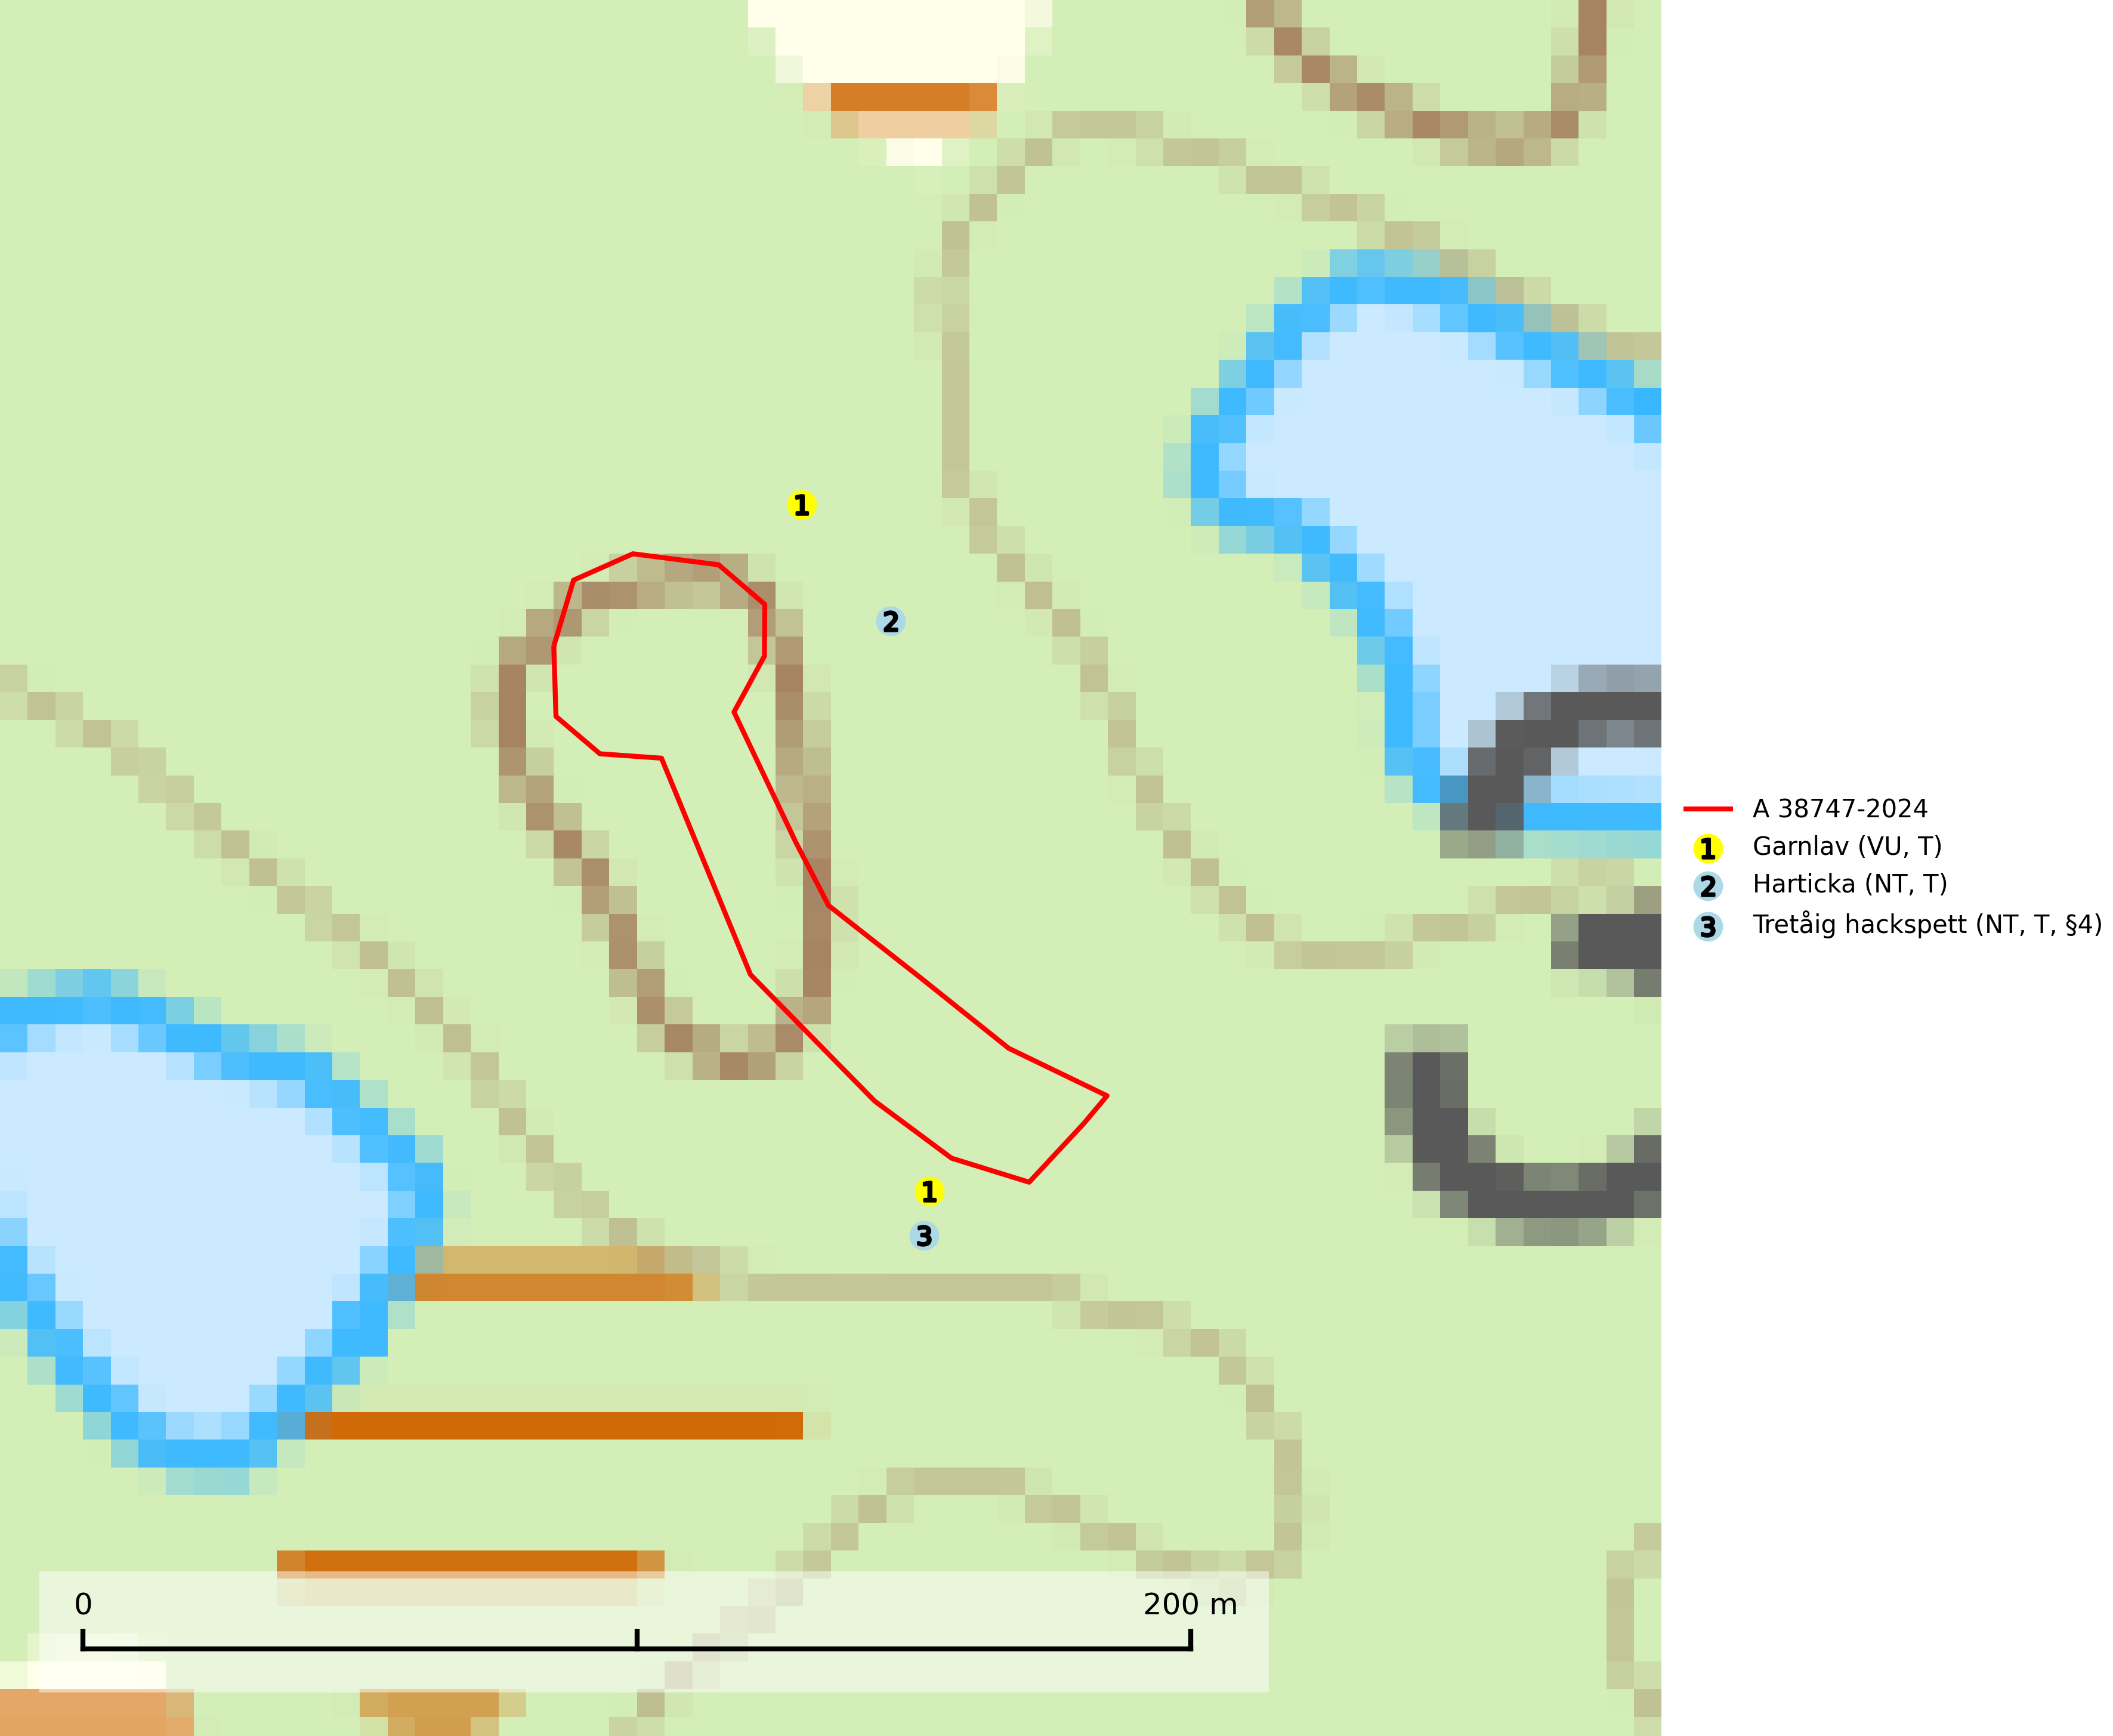 1
2
A 38747-2024
1 Garnlav (VU, T)
2 Harticka (NT, T)
3 Tretåig hackspett (NT, T, §4)
1
3
0 200 m